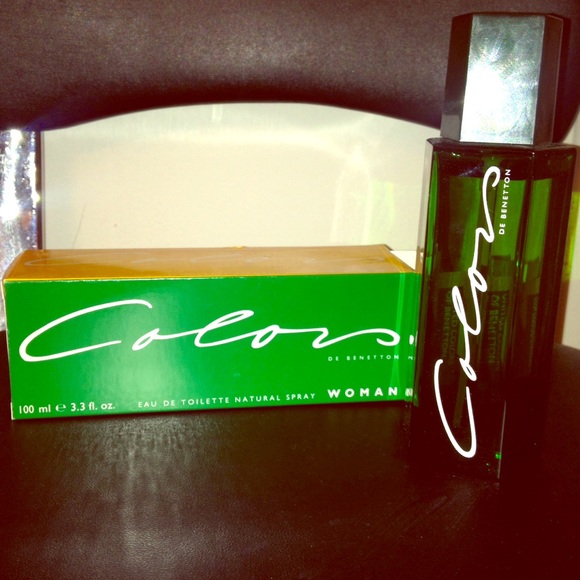 Colors
DE BENETTON
100 ml e 3.3 fl. oz.
EAU DE TOILETTE NATURAL SPRAY
WOMAN
Colors
DE BENETTON